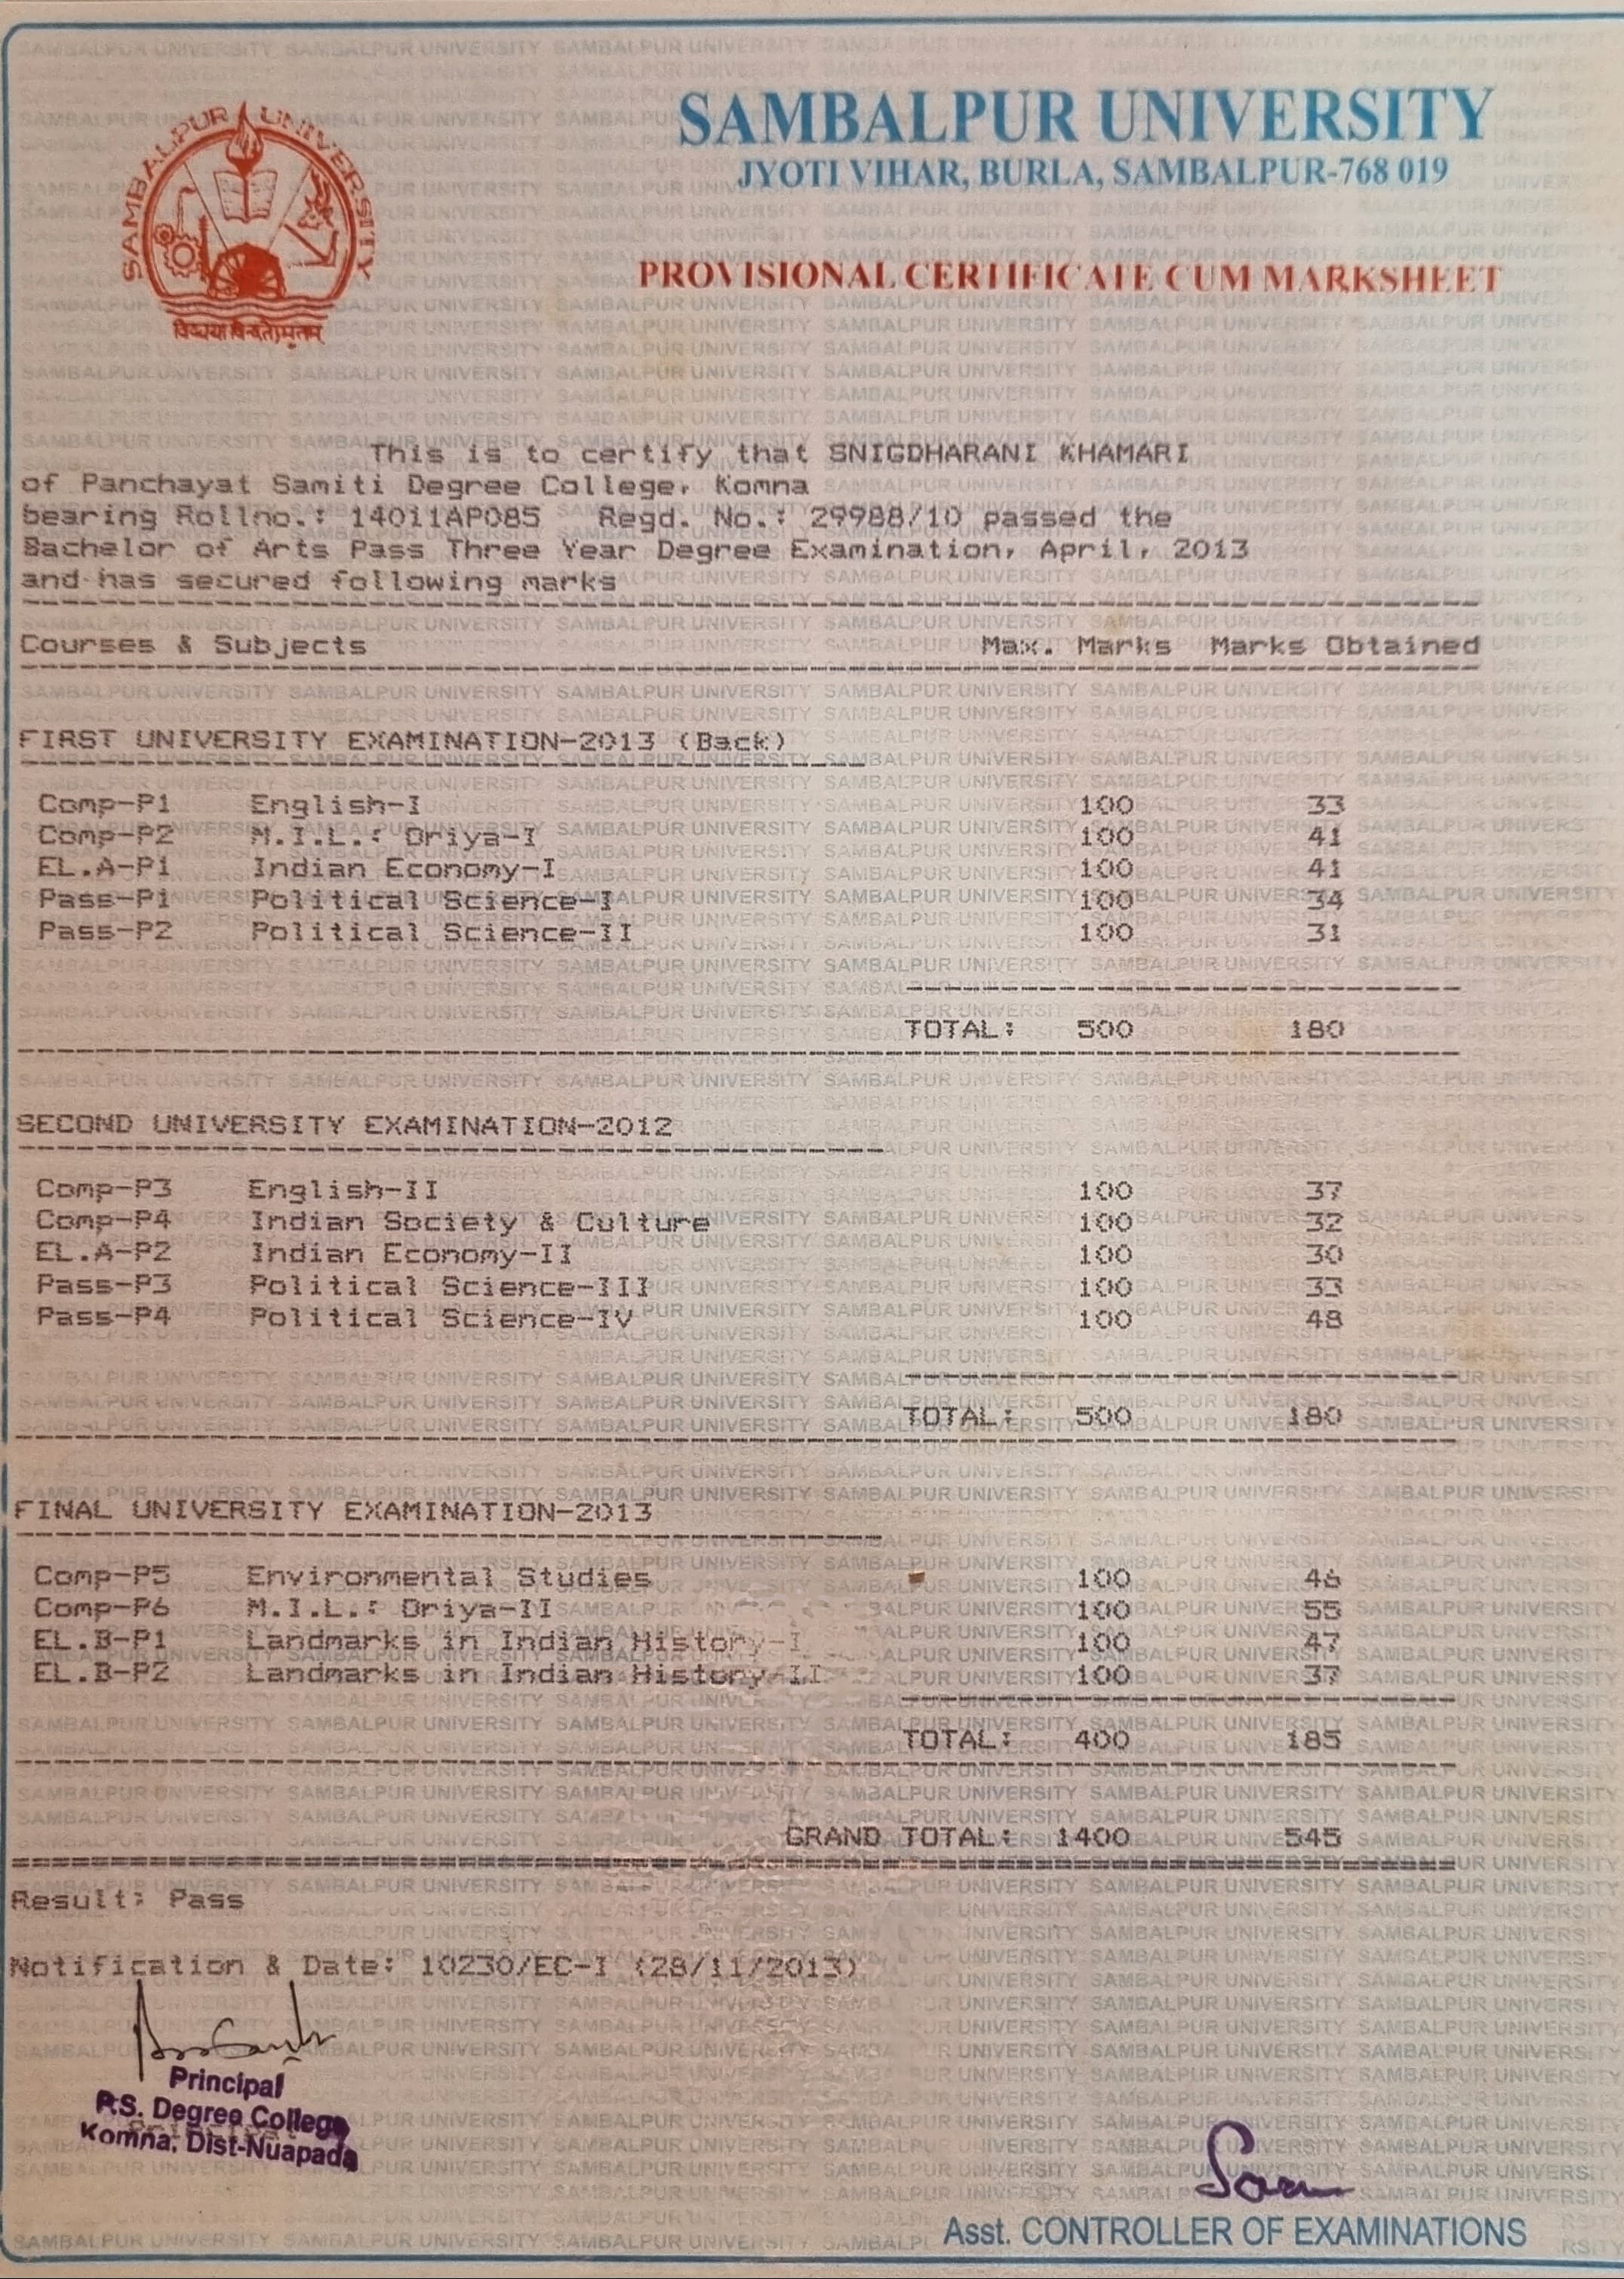 SAMBALPUR UNIVERSITY
SAMBALPUR UNIVERSITY
JYOTI VIHAR, BURLA, SAMBALPUR-768 019
PROVISIONAL CERTIFICATE CUM MARKSHEET
This is to certify that SNIGDHARANI KHAMARI
of Panchayat Samiti Degree College, Komna
bearing Rollno.: 14011AP085 Regd. No.: 29988/10 passed the
Bachelor of Arts Pass Three Year Degree Examination, April, 2013
and has secured following marks
Courses & Subjects Max. Marks Marks Obtained
FIRST UNIVERSITY EXAMINATION-2013 (Back)
Comp-P1 English-I 100 33
Comp-P2 M.I.L.: Oriya-I 100 41
EL.A-P1 Indian Economy-I 100 41
Pass-P1 Political Science-I 100 34
Pass-P2 Political Science-II 100 31
TOTAL: 500 180
SECOND UNIVERSITY EXAMINATION-2012
Comp-P3 English-II 100 37
Comp-P4 Indian Society & Culture 100 32
EL.A-P2 Indian Economy-II 100 30
Pass-P3 Political Science-III 100 33
Pass-P4 Political Science-IV 100 48
TOTAL: 500 180
FINAL UNIVERSITY EXAMINATION-2013
Comp-P5 Environmental Studies 100 46
Comp-P6 M.I.L.: Oriya-II 100 55
EL.B-P1 Landmarks in Indian History-I 100 47
EL.B-P2 Landmarks in Indian History-II 100 37
TOTAL: 400 185
GRAND TOTAL: 1400 545
Result: Pass
Notification & Date: 10230/EC-I (28/11/2013)
Principal
P.S. Degree College
Komna, Dist-Nuapada
Asst. CONTROLLER OF EXAMINATIONS